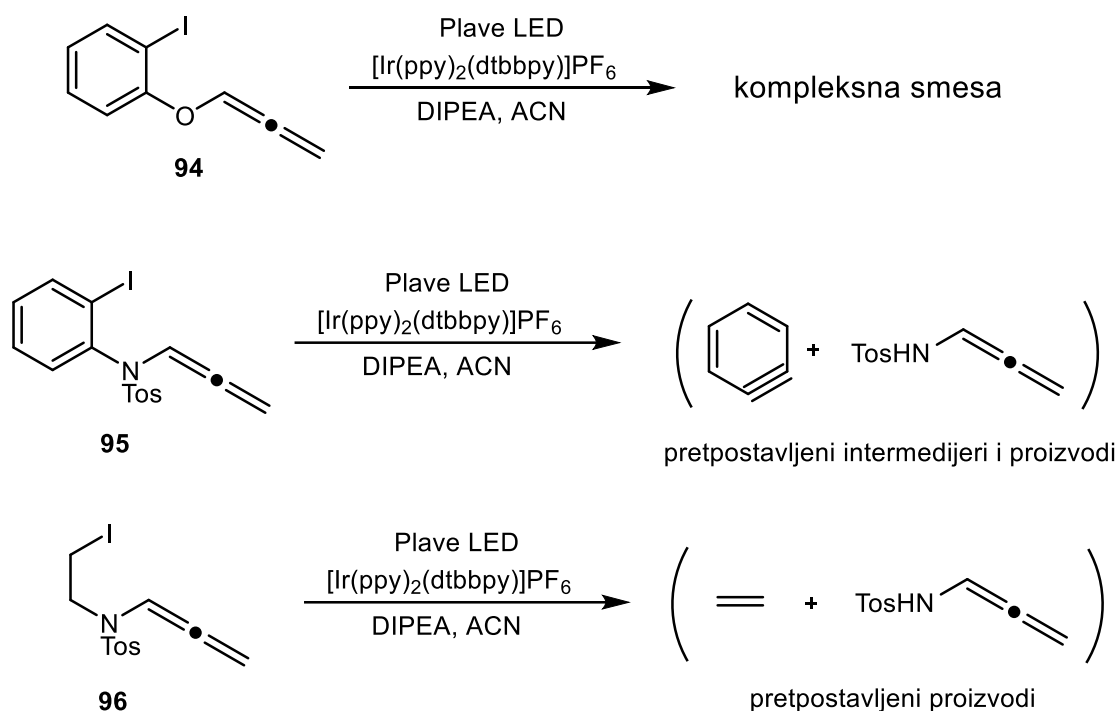 I
Plave LED
[Ir(ppy)2(dtbbpy)]PF6
kompleksna smesa
DIPEA, ACN
O
94
I
Plave LED
[Ir(ppy)2(dtbbpy)]PF6
DIPEA, ACN
N
Tos
+ TosHN
95
pretpostavljeni intermedijeri i proizvodi
I
Plave LED
[Ir(ppy)2(dtbbpy)]PF6
DIPEA, ACN
N
Tos
+ TosHN
96
pretpostavljeni proizvodi